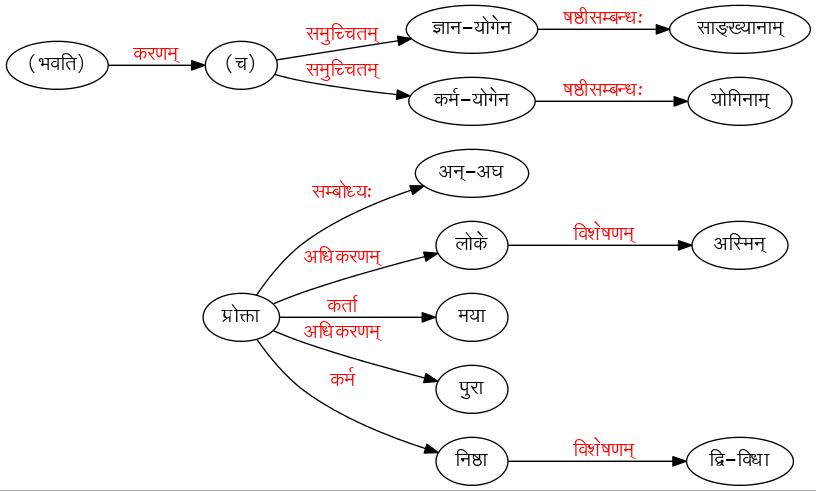 समुच्चितम् ज्ञान-योगेन षष्ठीसम्बन्धः साङ्ख्यानाम्
(भवति) करणम् (च)
समुच्चितम् कर्म-योगेन षष्ठीसम्बन्धः योगिनाम्
सम्बोध्यः अन्-अघ
अधिकरणम् लोके विशेषणम् अस्मिन्
प्रोक्ता कर्ता मया
अधिकरणम् पुरा
कर्म निष्ठा विशेषणम् द्वि-विधा